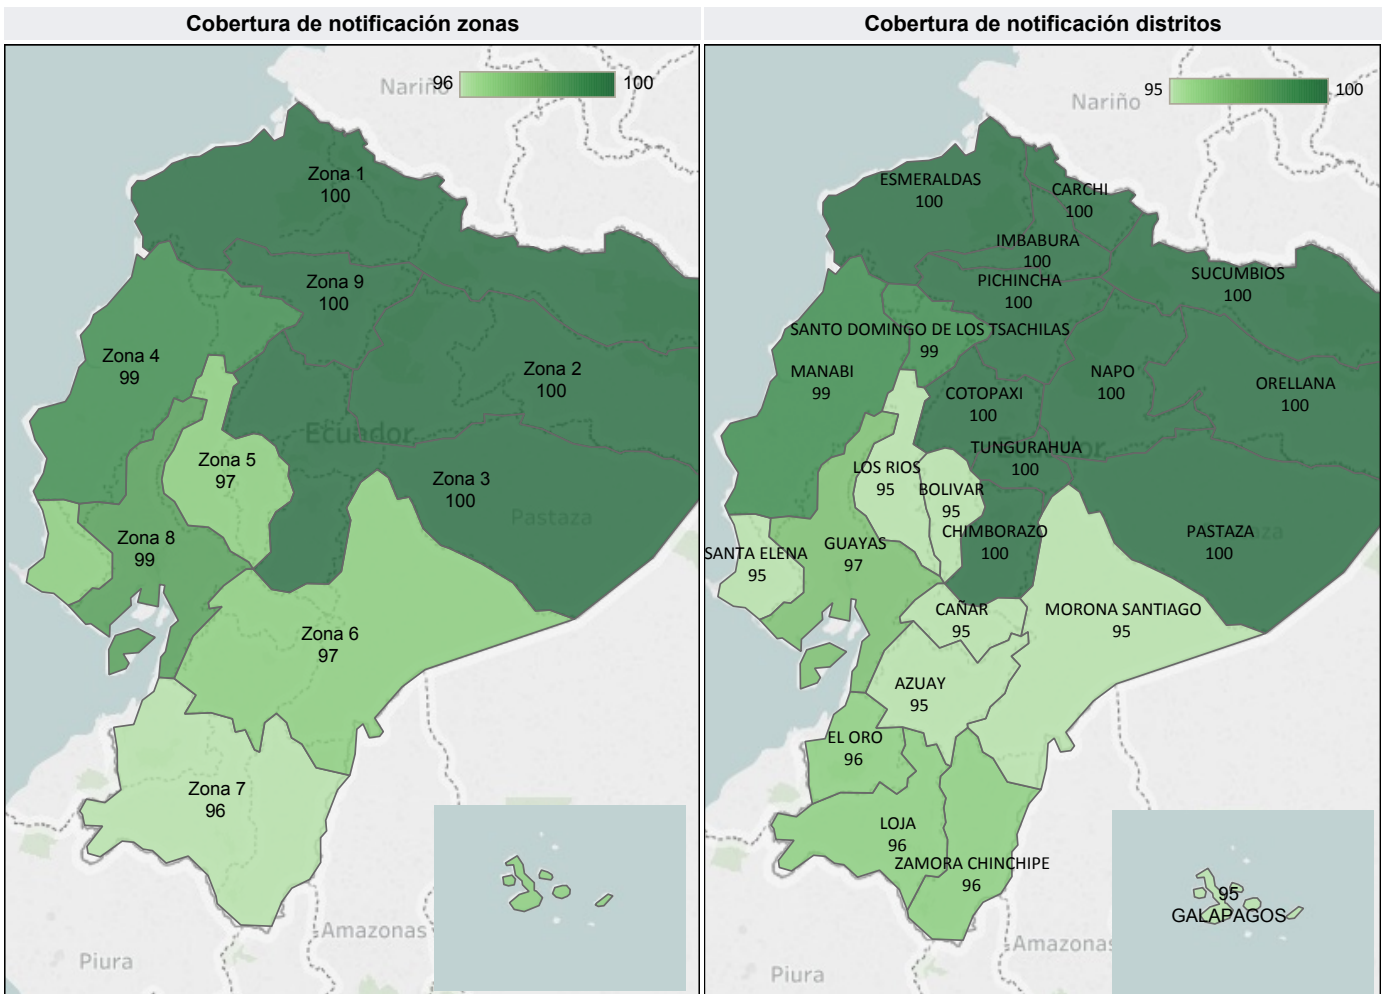 Cobertura de notificación zonas
96
100
Nariño
Zona 1
100
Zona 9
100
Zona 4
99
Zona 2
100
Ecuador
Zona 5
97
Zona 3
100
Pastaza
Zona 8
99
Zona 6
97
Zona 7
96
Amazonas
Piura
Cobertura de notificación distritos
95
100
Nariño
ESMERALDAS
100
CARCHI
100
IMBABURA
100
SUCUMBIOS
100
PICHINCHA
100
SANTO DOMINGO DE LOS TSACHILAS
99
MANABI
99
NAPO
100
ORELLANA
100
COTOPAXI
100
Ecuador
TUNGURAHUA
100
LOS RIOS
95
BOLIVAR
95
CHIMBORAZO
100
PASTAZA
100
Pastaza
GUAYAS
97
SANTA ELENA
95
CAÑAR
95
MORONA SANTIAGO
95
AZUAY
95
EL ORO
96
LOJA
96
ZAMORA CHINCHIPE
96
95
GALAPAGOS
Amazonas
Piura